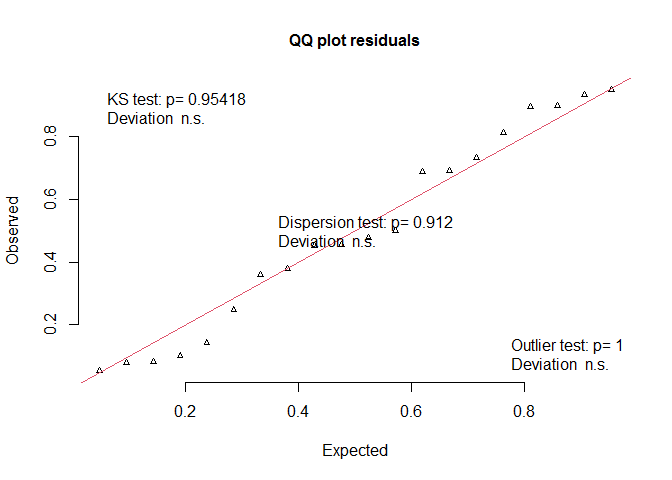 QQ plot residuals
KS test: p= 0.95418
Deviation n.s.
Dispersion test: p= 0.912
Deviation n.s.
Outlier test: p= 1
Deviation n.s.
Observed
0.2 0.4 0.6 0.8
0.2 0.4 0.6 0.8
Expected